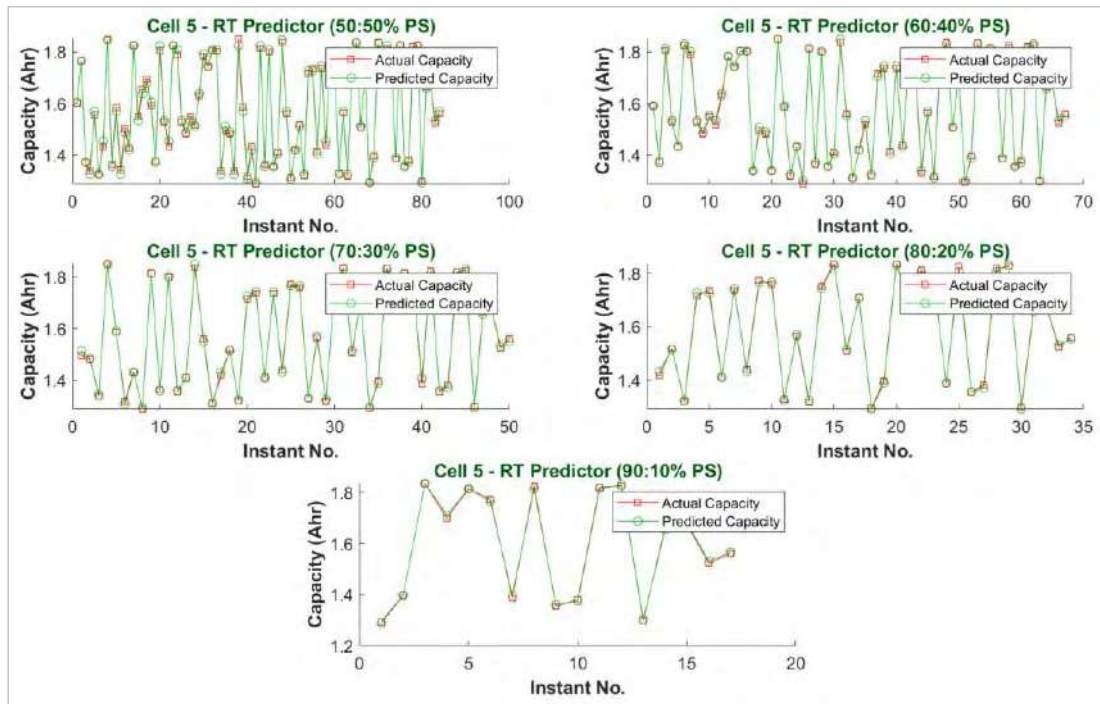 Cell 5 - RT Predictor (50:50% PS)
Capacity (Ahr)
1.8
1.6
1.4
Actual Capacity
Predicted Capacity
0 20 40 60 80 100
Instant No.
Cell 5 - RT Predictor (60:40% PS)
Capacity (Ahr)
1.8
1.6
1.4
Actual Capacity
Predicted Capacity
0 10 20 30 40 50 60 70
Instant No.
Cell 5 - RT Predictor (70:30% PS)
Capacity (Ahr)
1.8
1.6
1.4
Actual Capacity
Predicted Capacity
0 10 20 30 40 50
Instant No.
Cell 5 - RT Predictor (80:20% PS)
Capacity (Ahr)
1.8
1.6
1.4
Actual Capacity
Predicted Capacity
0 5 10 15 20 25 30 35
Instant No.
Cell 5 - RT Predictor (90:10% PS)
Capacity (Ahr)
1.8
1.6
1.4
1.2
Actual Capacity
Predicted Capacity
0 5 10 15 20
Instant No.